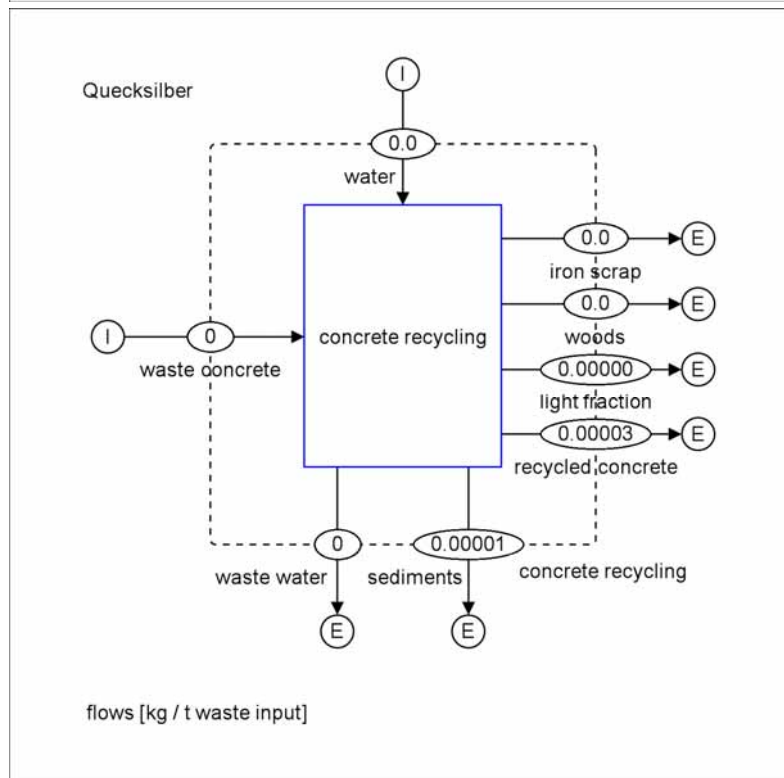 Quecksilber
I
0.0
water
0.0
E
iron scrap
I
0
waste concrete
concrete recycling
0.0
E
woods
0.00000
E
light fraction
0.00003
E
recycled concrete
0
waste water
E
0.00001
sediments
E
concrete recycling
flows [kg / t waste input]